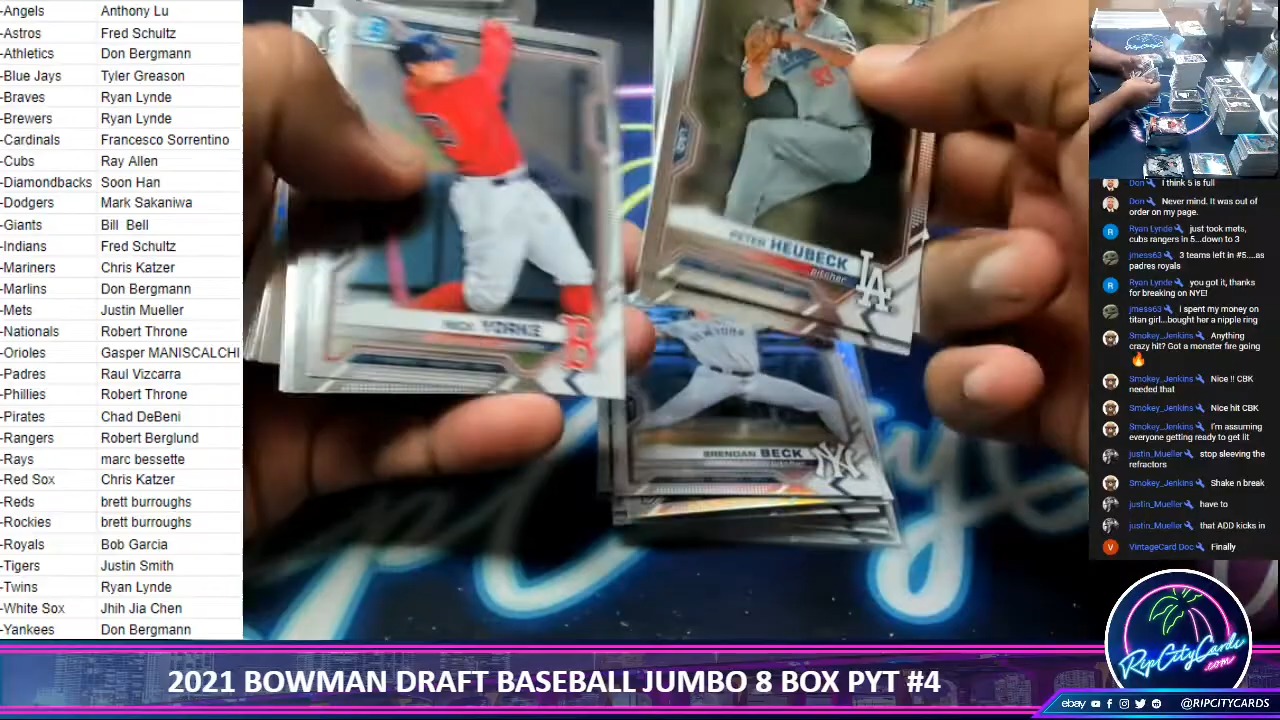 -Angels Anthony Lu
-Astros Fred Schultz
-Athletics Don Bergmann
-Blue Jays Tyler Greason
-Braves Ryan Lynde
-Brewers Ryan Lynde
-Cardinals Francesco Sorrentino
-Cubs Ray Allen
-Diamondbacks Soon Han
-Dodgers Mark Sakaniwa
-Giants Bill Bell
-Indians Fred Schultz
-Mariners Chris Katzer
-Marlins Don Bergmann
-Mets Justin Mueller
-Nationals Robert Throne
-Orioles Gasper MANISCALCHI
-Padres Raul Vizcarra
-Phillies Robert Throne
-Pirates Chad DeBeni
-Rangers Robert Berglund
-Rays marc bessette
-Red Sox Chris Katzer
-Reds brett burroughs
-Rockies brett burroughs
-Royals Bob Garcia
-Tigers Justin Smith
-Twins Ryan Lynde
-White Sox Jhih Jia Chen
-Yankees Don Bergmann
YORKE
B
PETER HEUBECK
Pitcher
LA
BRENDAN BECK
NY
Don I think 5 is full
Don Never mind. It was out of
order on my page.
Ryan Lynde just took mets,
cubs rangers in 5...down to 3
jmess63 3 teams left in #5....as
padres royals
Ryan Lynde you got it, thanks
for breaking on NYE!
jmess63 I spent my money on
titan girl...bought her a nipple ring
Smokey_Jenkins Anything
crazy hit? Got a monster fire going
🔥
Smokey_Jenkins Nice !! CBK
needed that
Smokey_Jenkins Nice hit CBK
Smokey_Jenkins I'm assuming
everyone getting ready to get lit
justin_Mueller stop sleeving the
refractors
Smokey_Jenkins Shake n break
justin_Mueller have to
justin_Mueller that ADD kicks in
V VintageCard Doc Finally
RipCityCards
.com
2021 BOWMAN DRAFT BASEBALL JUMBO 8 BOX PYT #4
ebay @RIPCITYCARDS